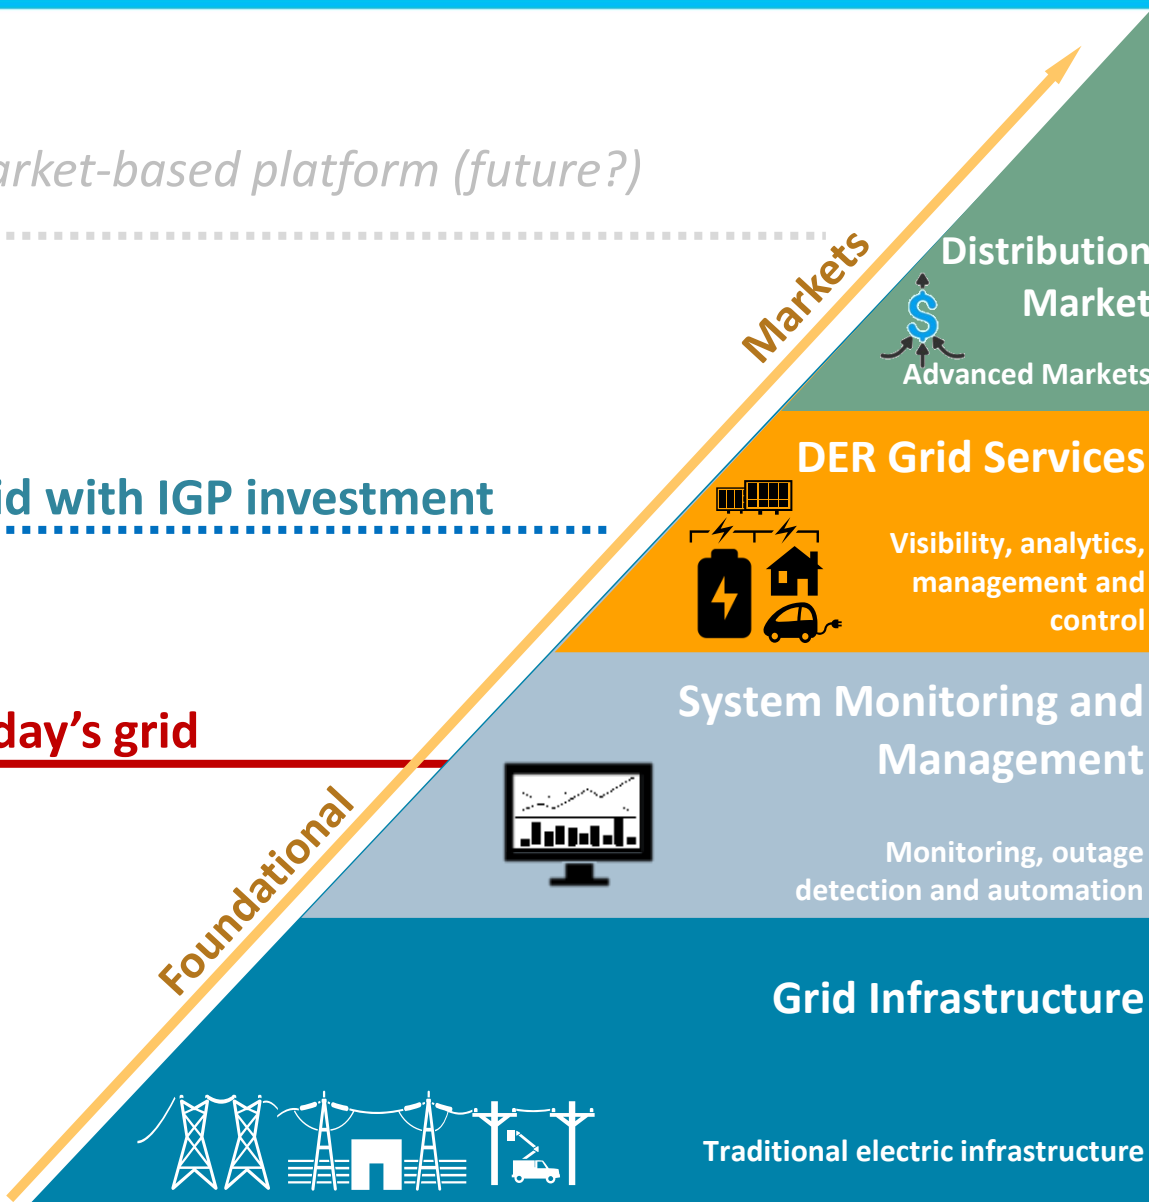 arket-based platform (future?)
Markets
Distribution
Market
Advanced Markets
DER Grid Services
id with IGP investment
Visibility, analytics,
management and
control
System Monitoring and
Management
day’s grid
Foundational
Monitoring, outage
detection and automation
Grid Infrastructure
Traditional electric infrastructure